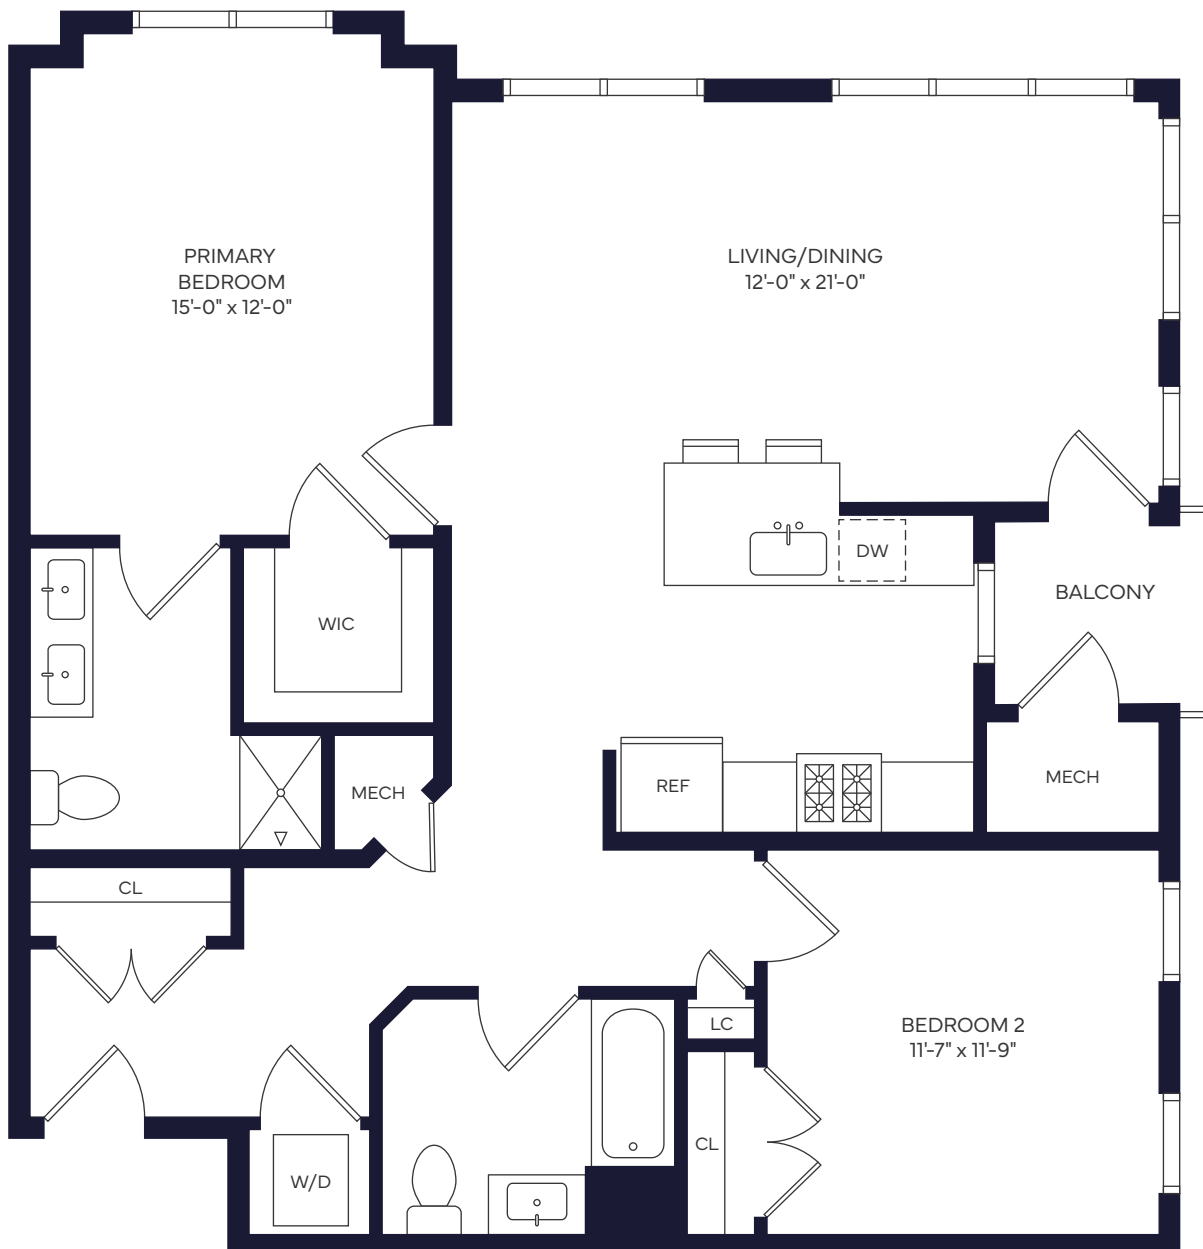 PRIMARY
BEDROOM
15'-0" x 12'-0"
LIVING/DINING
12'-0" x 21'-0"
DW
BALCONY
WIC
MECH
REF
MECH
CL
LC
BEDROOM 2
11'-7" x 11'-9"
CL
W/D